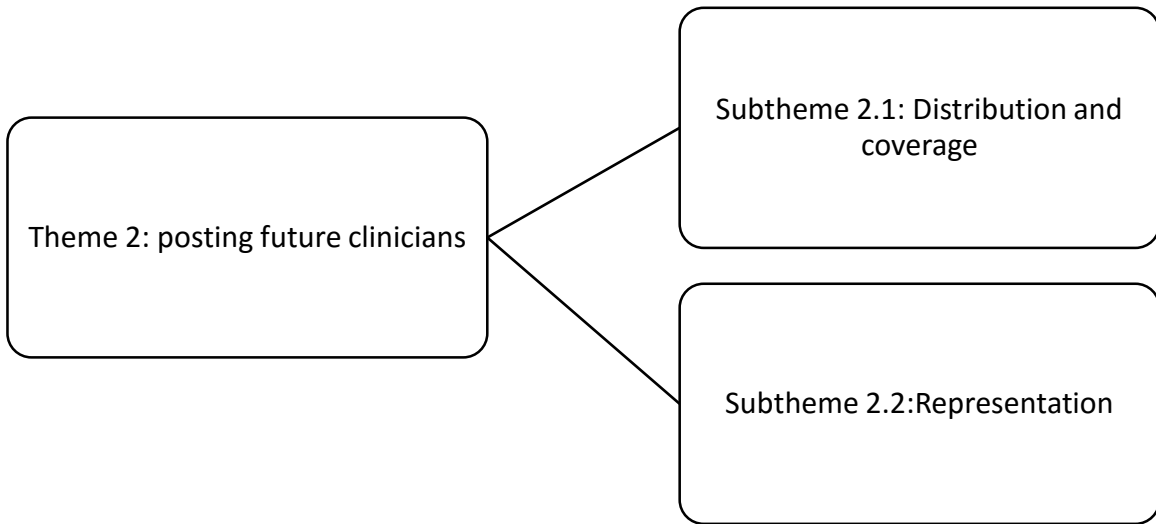 Theme 2: posting future clinicians
Subtheme 2.1: Distribution and
coverage
Subtheme 2.2:Representation